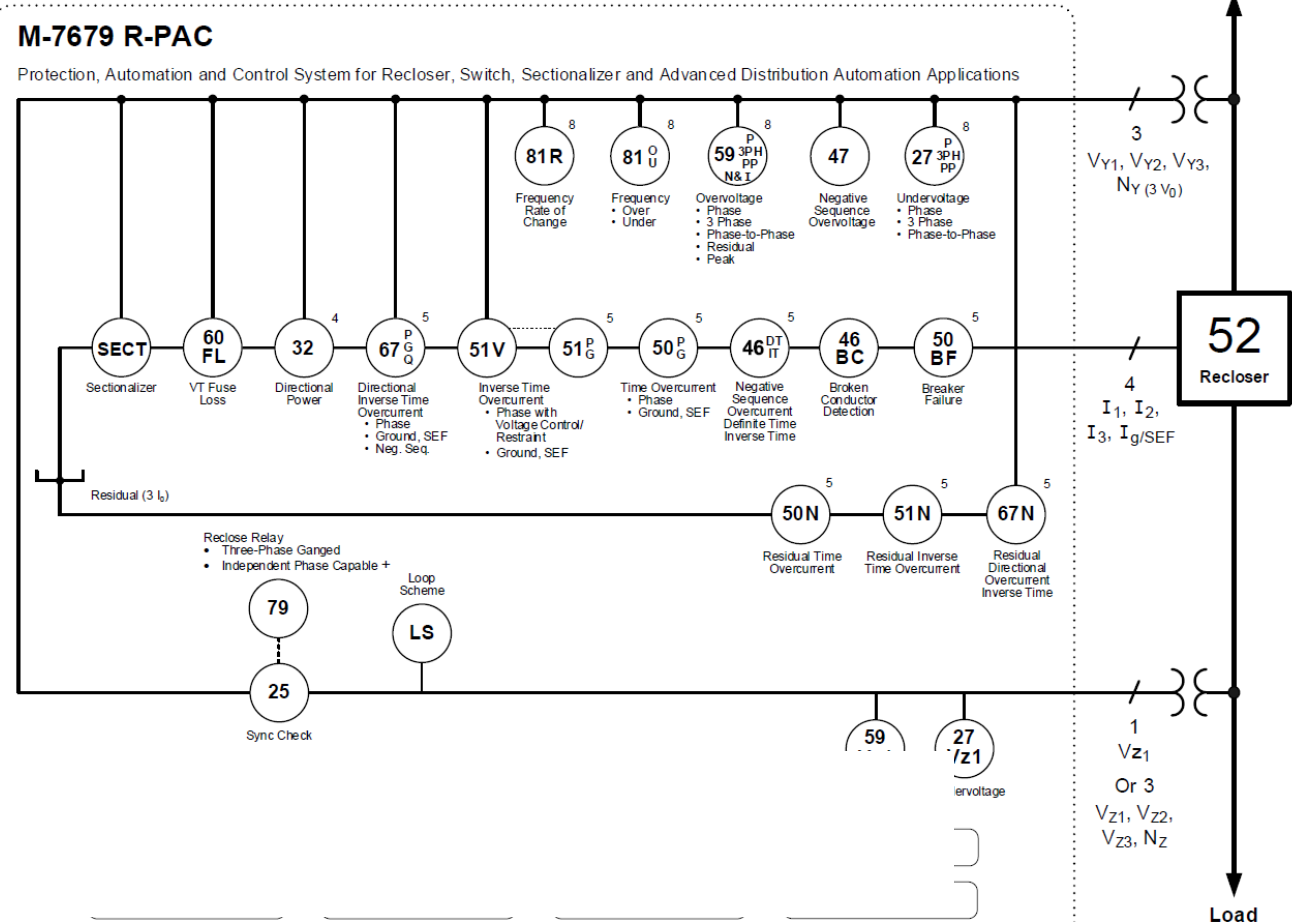 M-7679 R-PAC
Protection, Automation and Control System for Recloser, Switch, Sectionalizer and Advanced Distribution Automation Applications
8
81R
Frequency
Rate of
Change
8
81 O
U
Frequency
• Over
• Under
8
59 P
3PH
PP
N&I
Overvoltage
• Phase
• 3 Phase
• Phase-to-Phase
• Residual
• Peak
47
Negative
Sequence
Overvoltage
8
27 P
3PH
PP
Undervoltage
• Phase
• 3 Phase
• Phase-to-Phase
3
VY1, VY2, VY3,
NY (3 V0)
SECT
Sectionalizer
60
FL
VT Fuse
Loss
4
32
Directional
Power
5
67 P
G
Q
Directional
Inverse Time
Overcurrent
• Phase
• Ground, SEF
• Neg. Seq.
51V
Inverse Time
Overcurrent
• Phase with
Voltage Control/
Restraint
• Ground, SEF
5
51 P
G
5
50 P
G
Time Overcurrent
• Phase
• Ground, SEF
5
46 DT
IT
Negative
Sequence
Overcurrent
Definite Time
Inverse Time
46
BC
Broken
Conductor
Detection
5
50
BF
Breaker
Failure
4
I1, I2,
I3, Ig/SEF
52
Recloser
Residual (3 I0)
5
50N
Residual Time
Overcurrent
5
51N
Residual Inverse
Time Overcurrent
5
67N
Residual
Directional
Overcurrent
Inverse Time
Reclose Relay
• Three-Phase Ganged
• Independent Phase Capable +
79
Loop
Scheme
LS
25
Sync Check
59
27
Vz1
ervoltage
1
Vz1
Or 3
VZ1, VZ2,
VZ3, NZ
Load